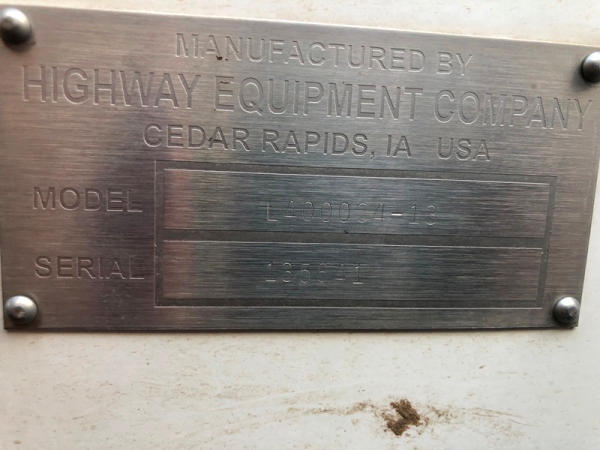 MANUFACTURED BY
HIGHWAY EQUIPMENT COMPANY
CEDAR RAPIDS, IA USA
MODEL
SERIAL